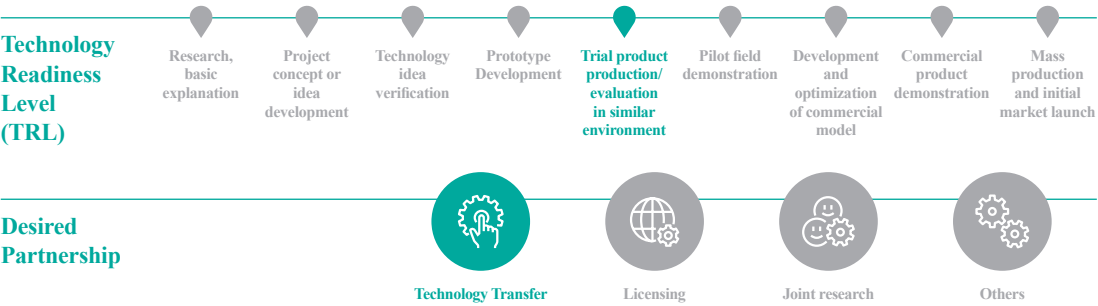 Technology
Readiness
Level
(TRL)
Research,
basic
explanation
Project
concept or
idea
development
Technology
idea
verification
Prototype
Development
Trial product
production/
evaluation
in similar
environment
Pilot field
demonstration
Development
and
optimization
of commercial
model
Commercial
product
demonstration
Mass
production
and initial
market launch
Desired
Partnership
Technology Transfer
Licensing
Joint research
Others